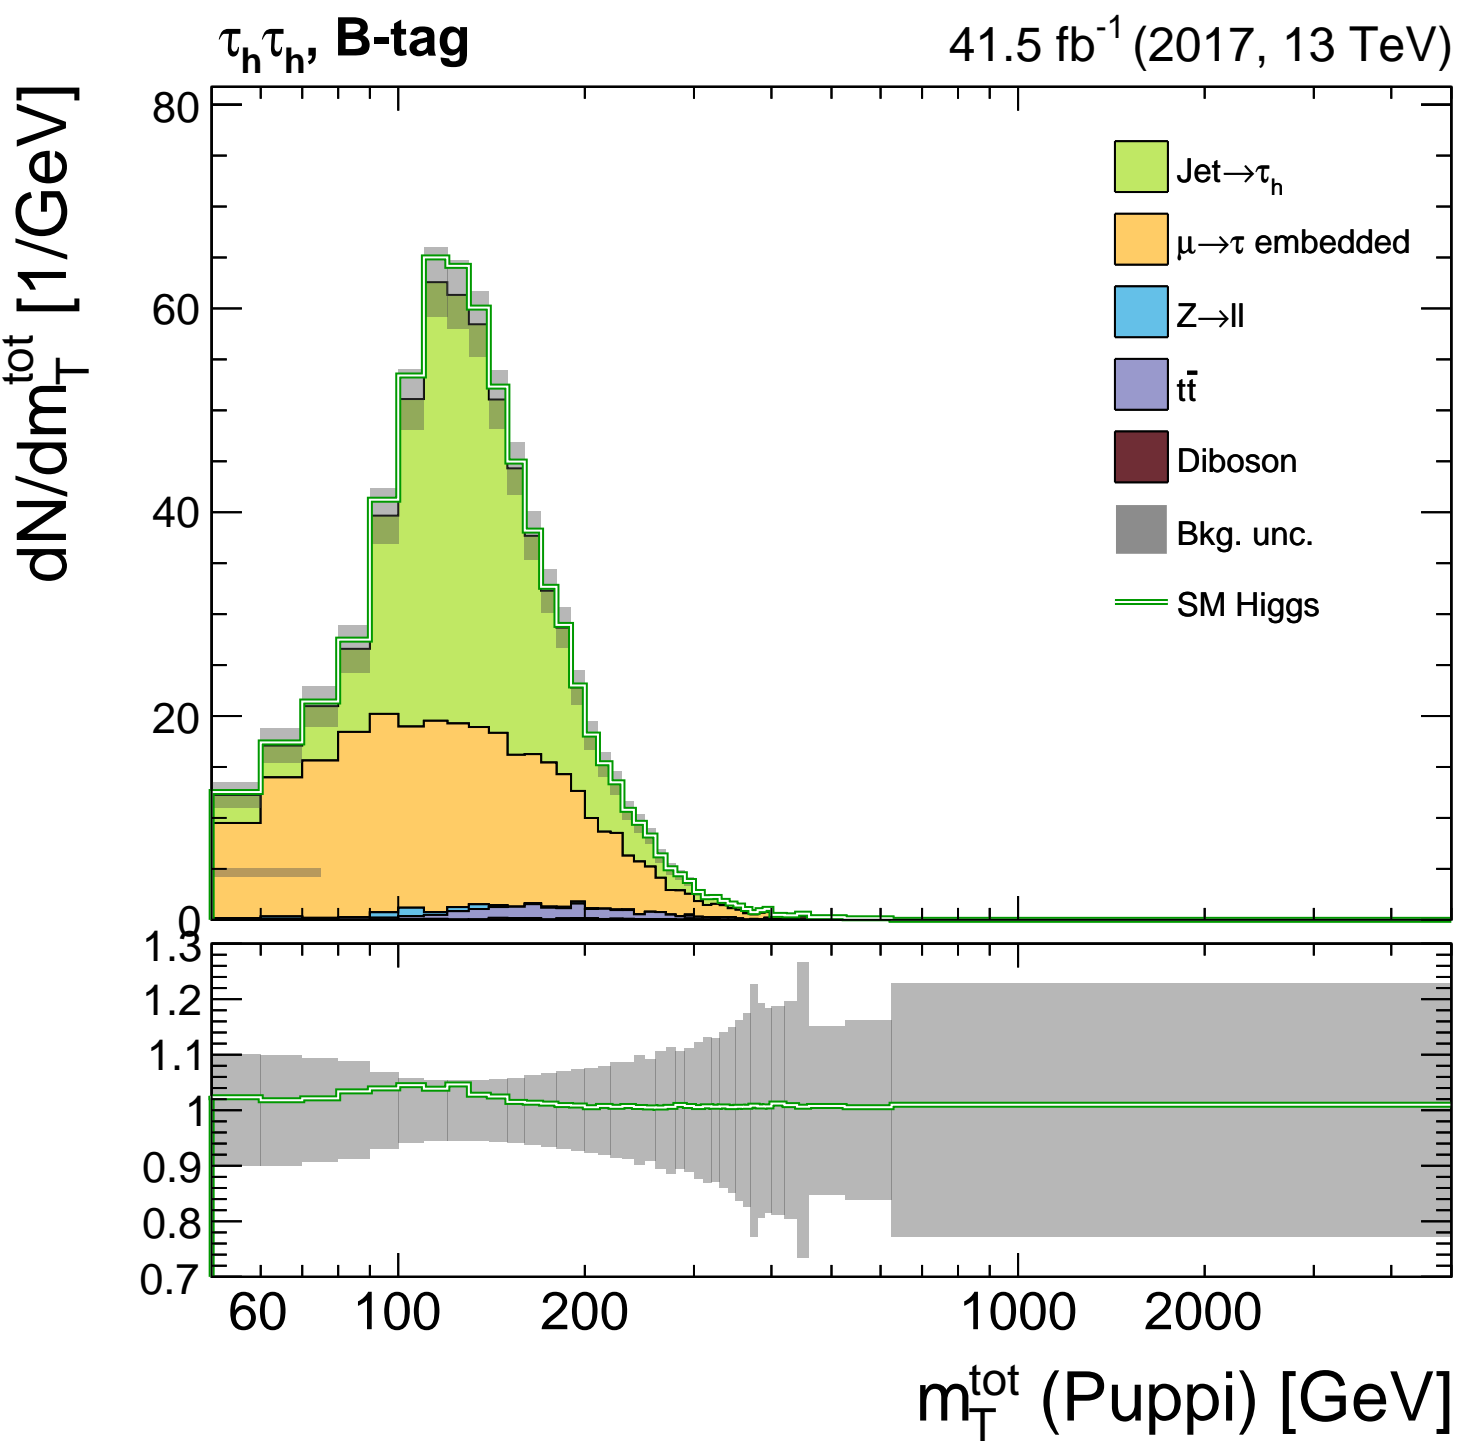 τhτh, B-tag
41.5 fb-1 (2017, 13 TeV)
dN/dmTtot [1/GeV]
80
60
40
20
0
Jet→τh
μ→τ embedded
Z→ll
tt̄
Diboson
Bkg. unc.
SM Higgs
1.3
1.2
1.1
1
0.9
0.8
0.7
60 100 200 1000 2000
mTtot (Puppi) [GeV]